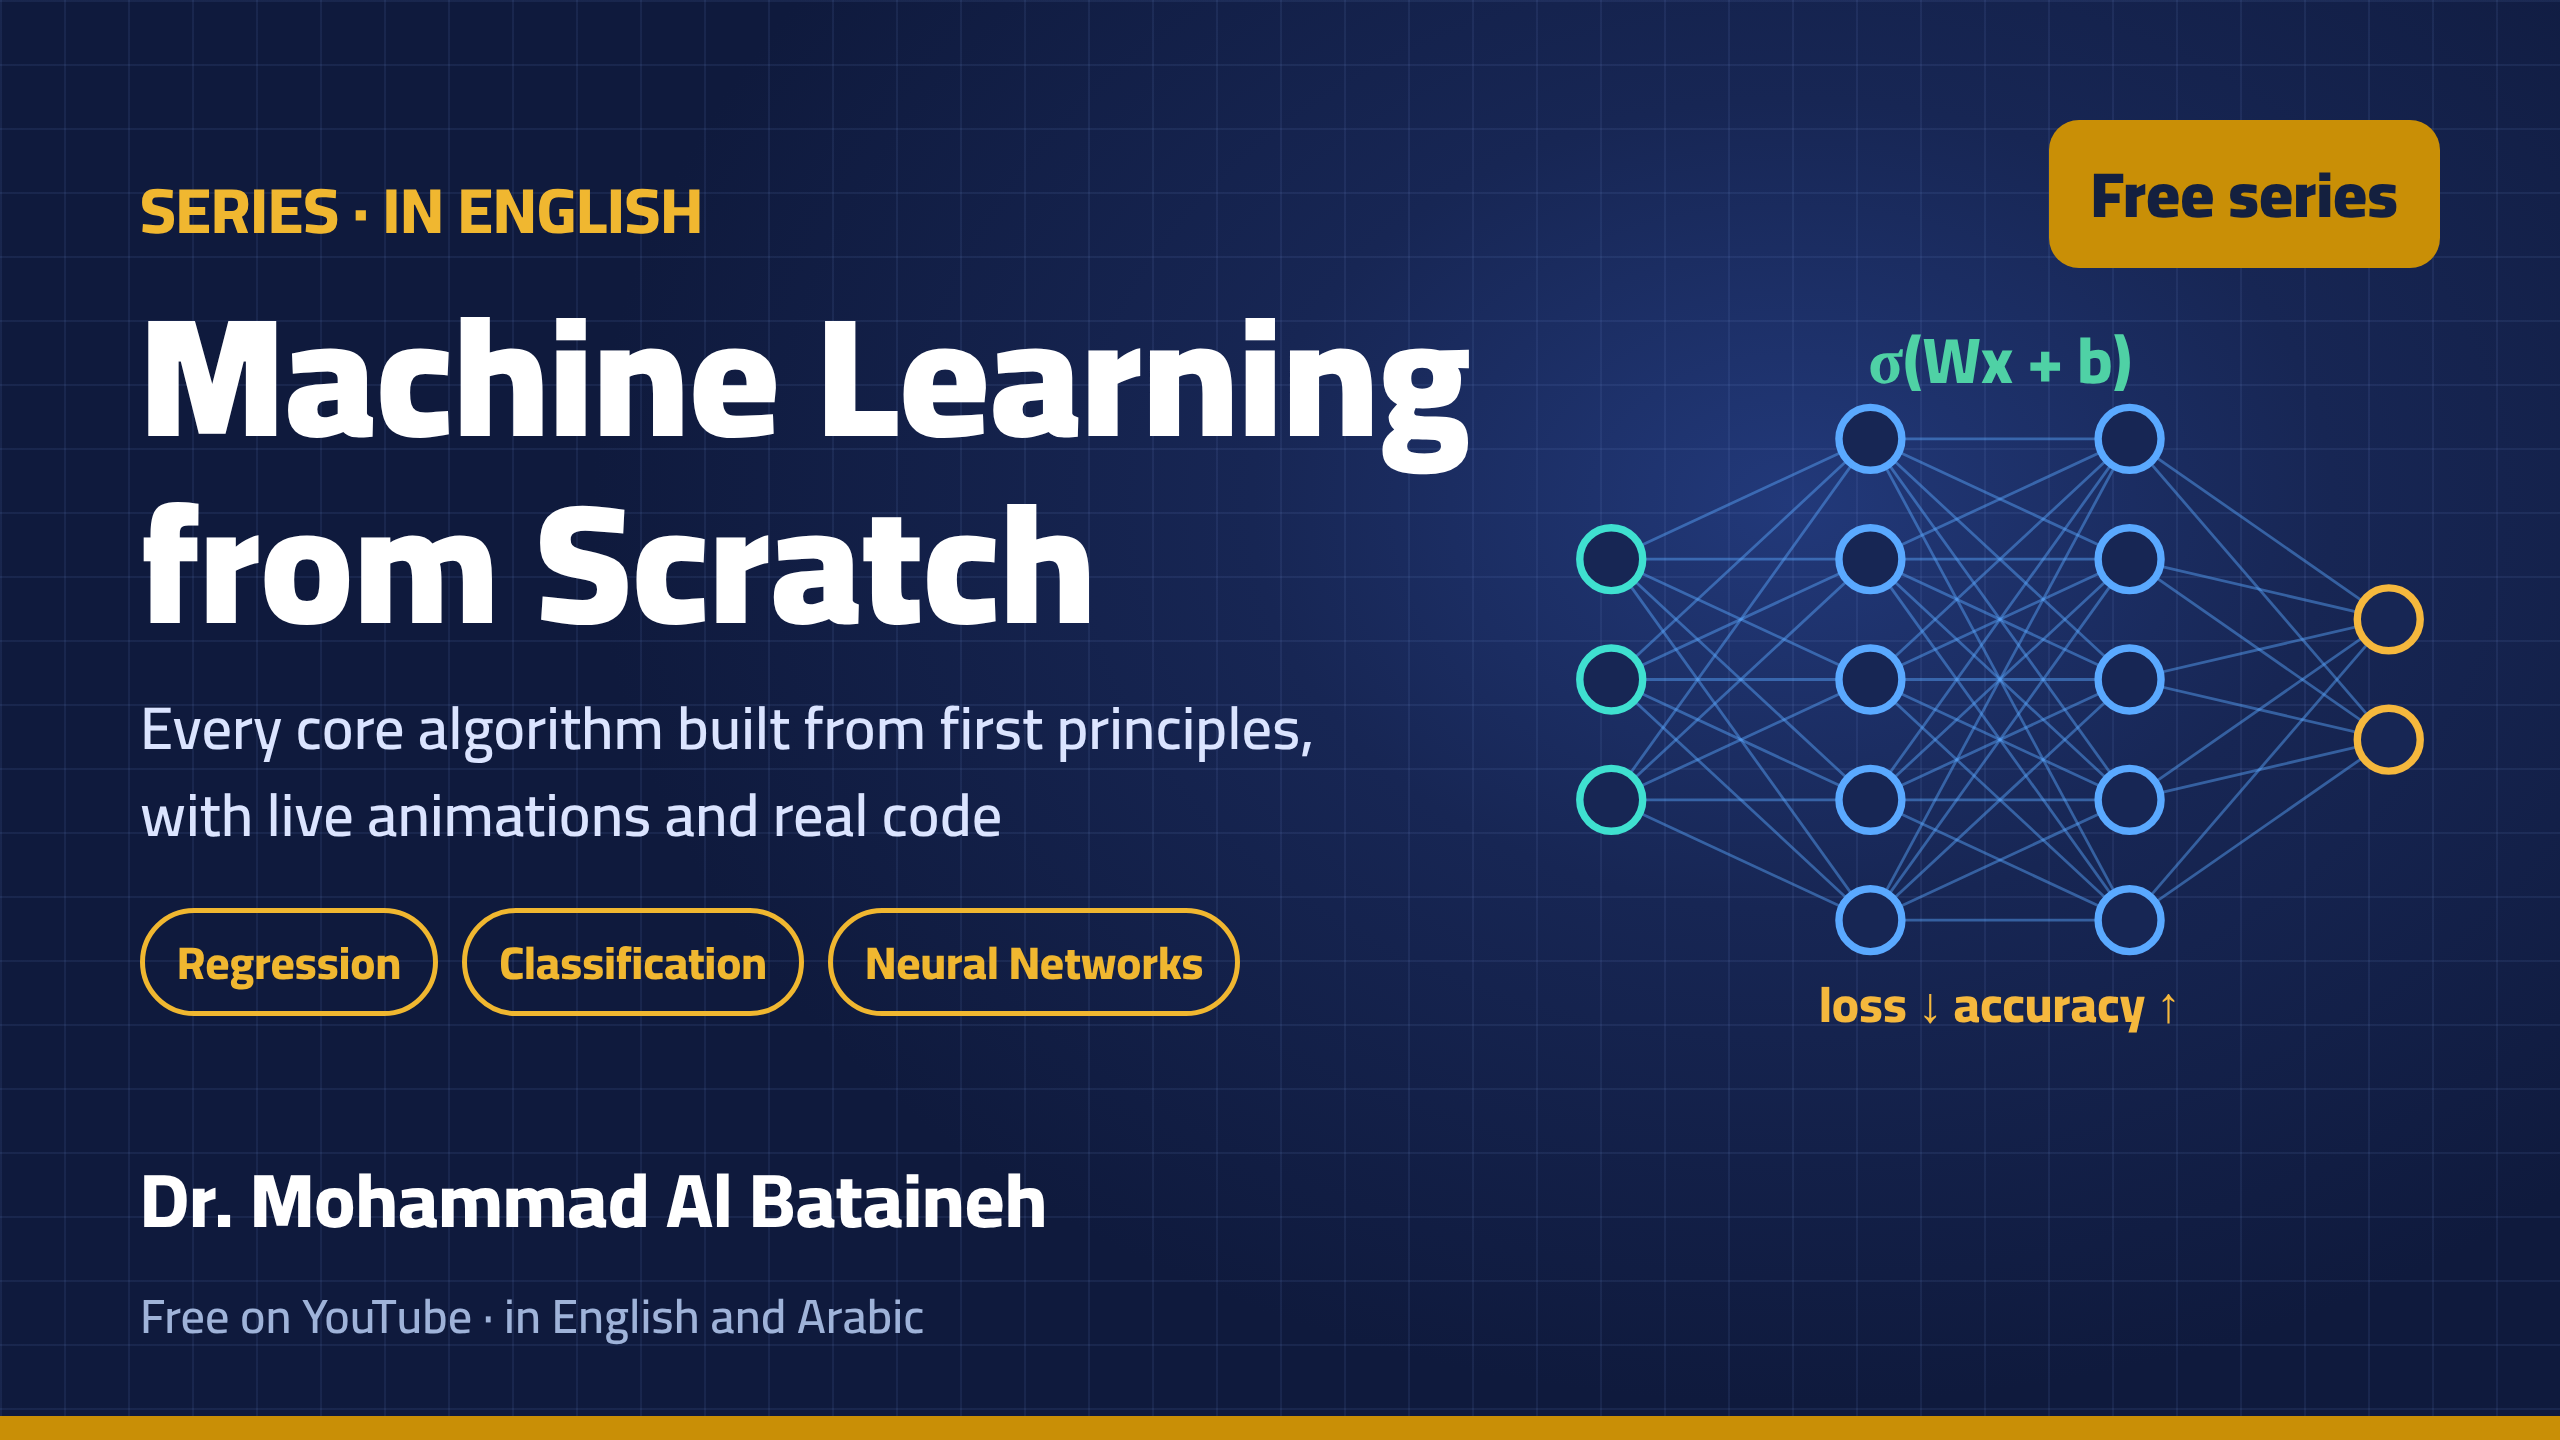 SERIES · IN ENGLISH
Free series
Machine Learning
from Scratch
Every core algorithm built from first principles,
with live animations and real code
Regression
Classification
Neural Networks
σ(Wx + b)
loss ↓ accuracy ↑
Dr. Mohammad Al Bataineh
Free on YouTube · in English and Arabic